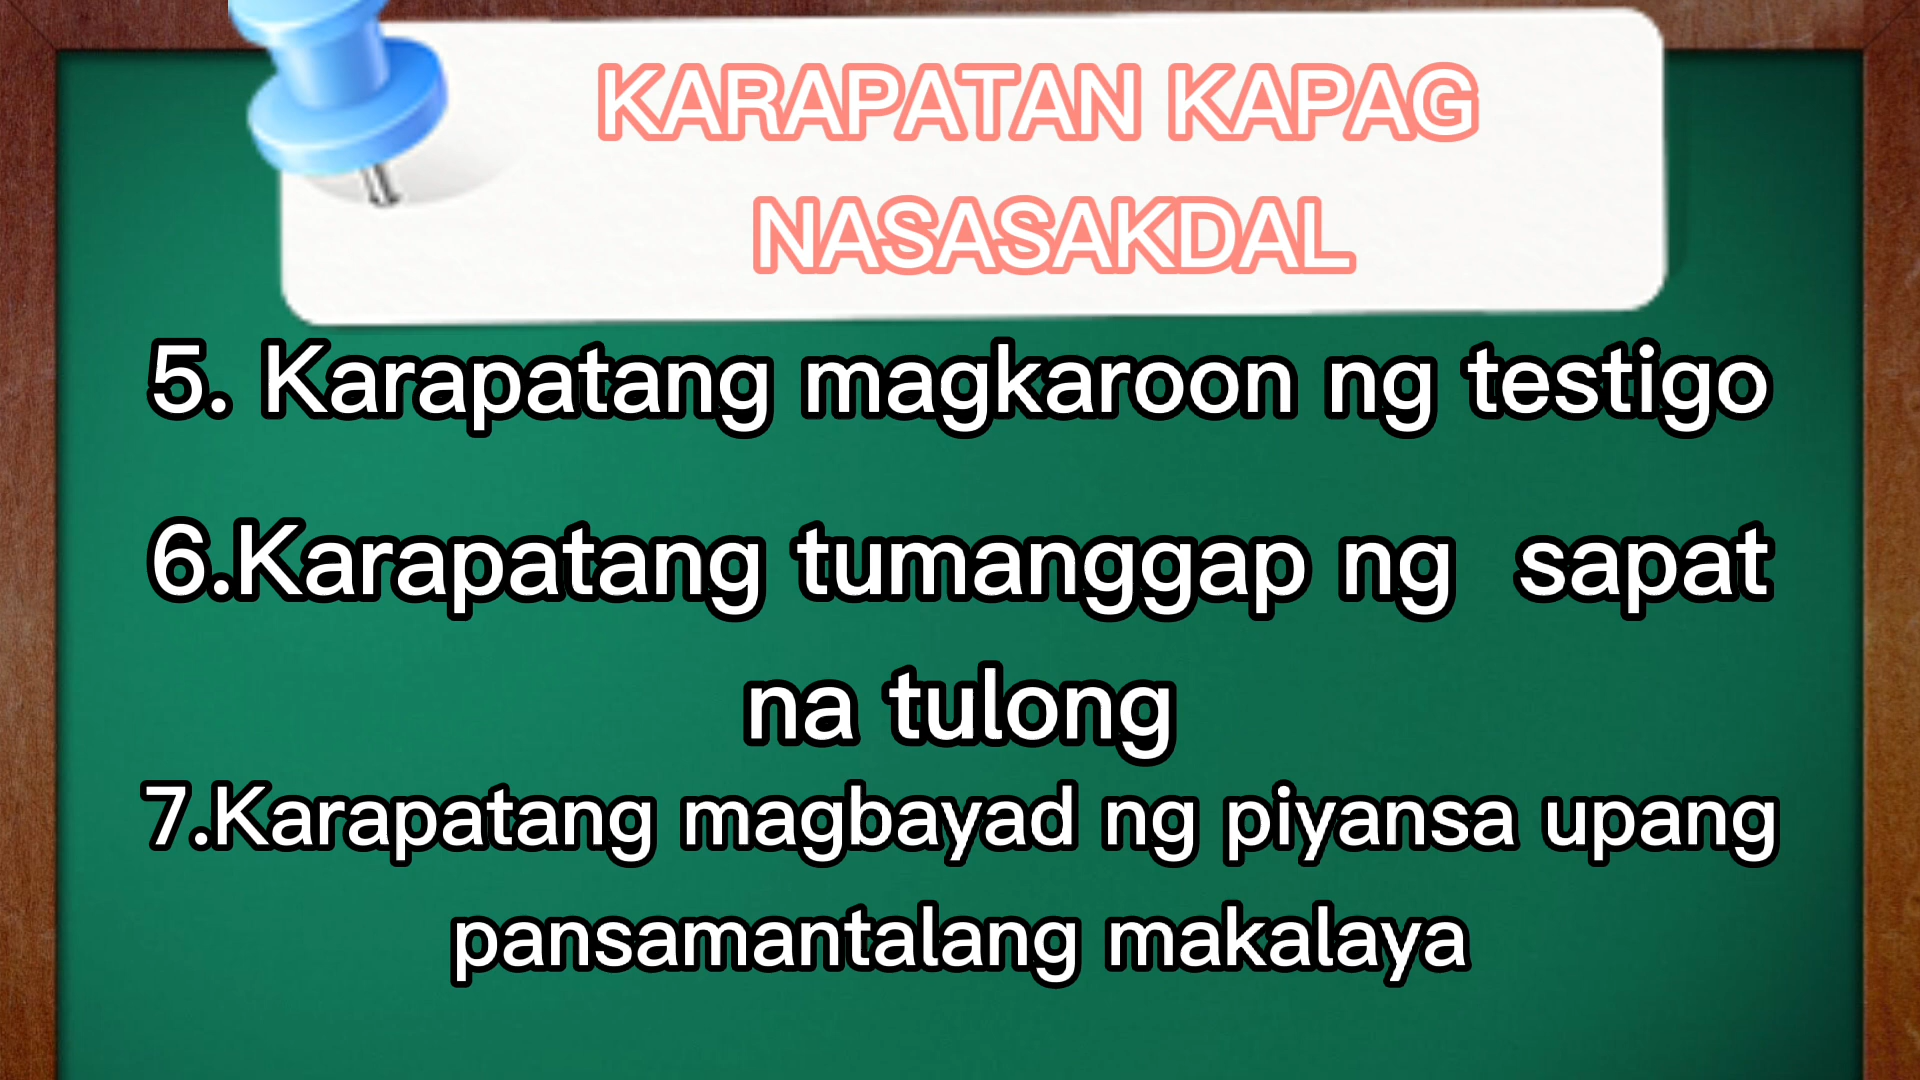 KARAPATAN KAPAG
NASASAKDAL
5. Karapatang magkaroon ng testigo
6.Karapatang tumanggap ng  sapat
na tulong
7.Karapatang magbayad ng piyansa upang
pansamantalang makalaya